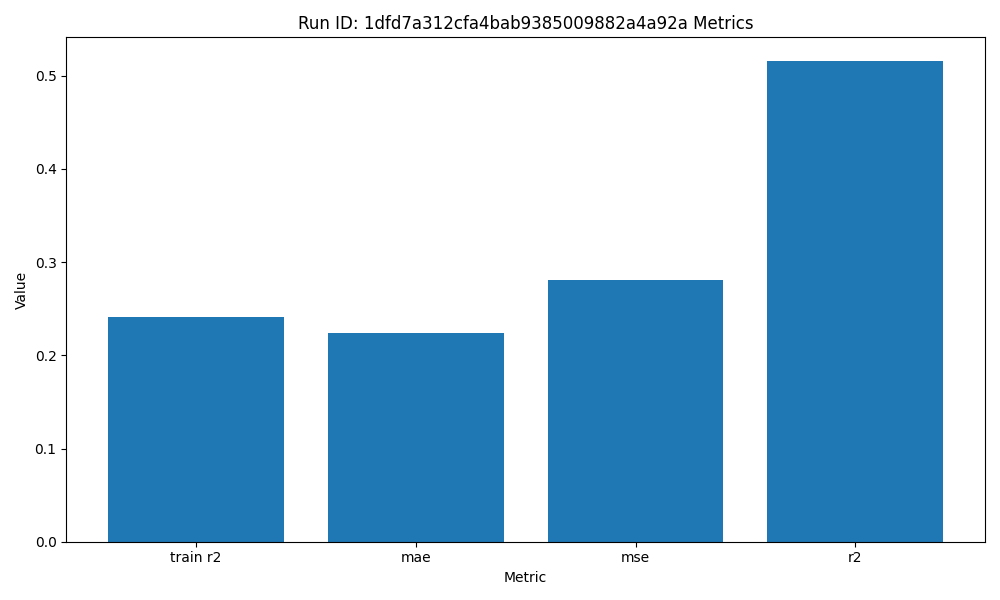 Run ID: 1dfd7a312cfa4bab9385009882a4a92a Metrics
Value
0.5
0.4
0.3
0.2
0.1
0.0
train r2
mae
mse
r2
Metric